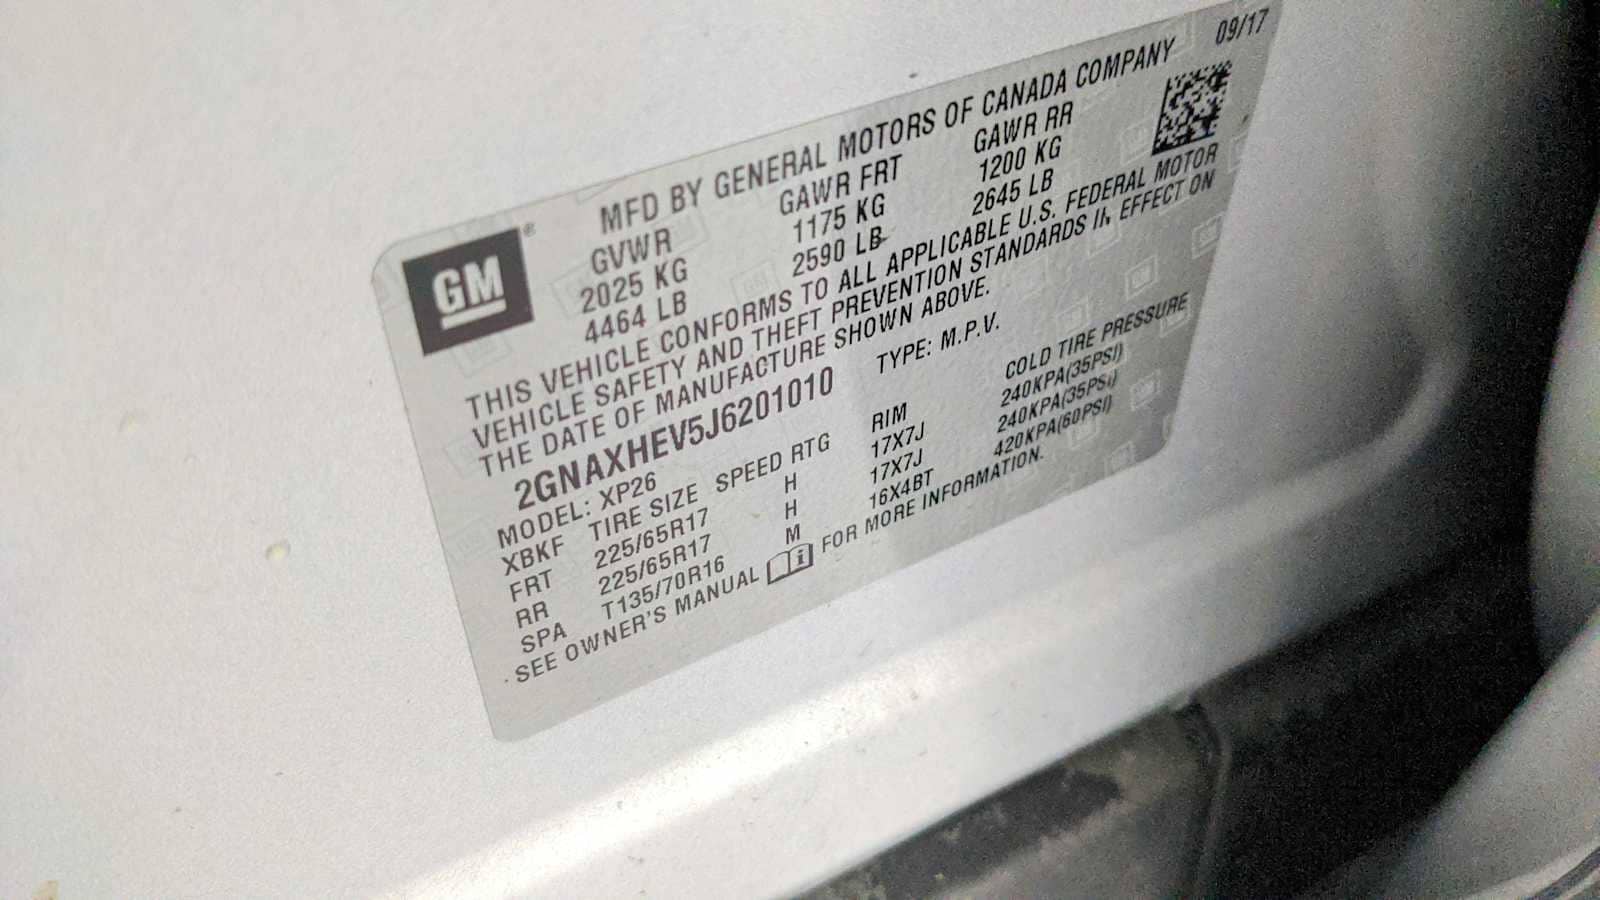 09/17
MFD BY GENERAL MOTORS OF CANADA COMPANY
GM®
GVWR GAWR FRT GAWR RR
2025 KG 1175 KG 1200 KG
4464 LB 2590 LB 2645 LB
THIS VEHICLE CONFORMS TO ALL APPLICABLE U.S. FEDERAL MOTOR
VEHICLE SAFETY AND THEFT PREVENTION STANDARDS IN EFFECT ON
THE DATE OF MANUFACTURE SHOWN ABOVE.
2GNAXHEV5J6201010 TYPE: M.P.V.
MODEL: XP26
XBKF TIRE SIZE SPEED RTG RIM COLD TIRE PRESSURE
FRT 225/65R17 H 17X7J 240KPA(35PSI)
RR 225/65R17 H 17X7J 240KPA(35PSI)
SPA T135/70R16 M 16X4BT 420KPA(60PSI)
SEE OWNER'S MANUAL FOR MORE INFORMATION.